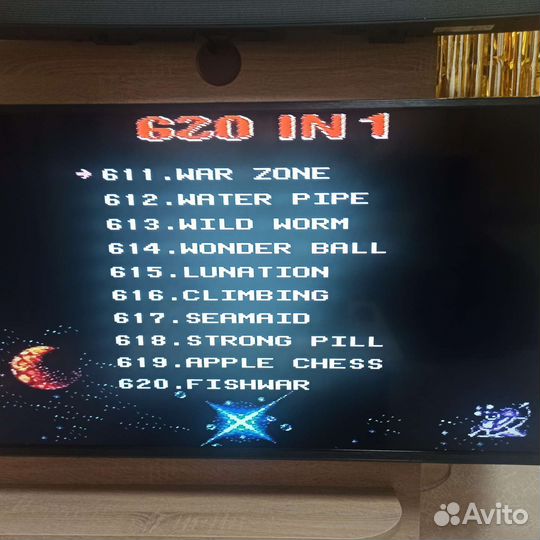 620 IN 1
611.WAR ZONE
612.WATER PIPE
613.WILD WORM
614.WONDER BALL
615.LUNATION
616.CLIMBING
617.SEAMAID
618.STRONG PILL
619.APPLE CHESS
620.FISHWAR
Avito